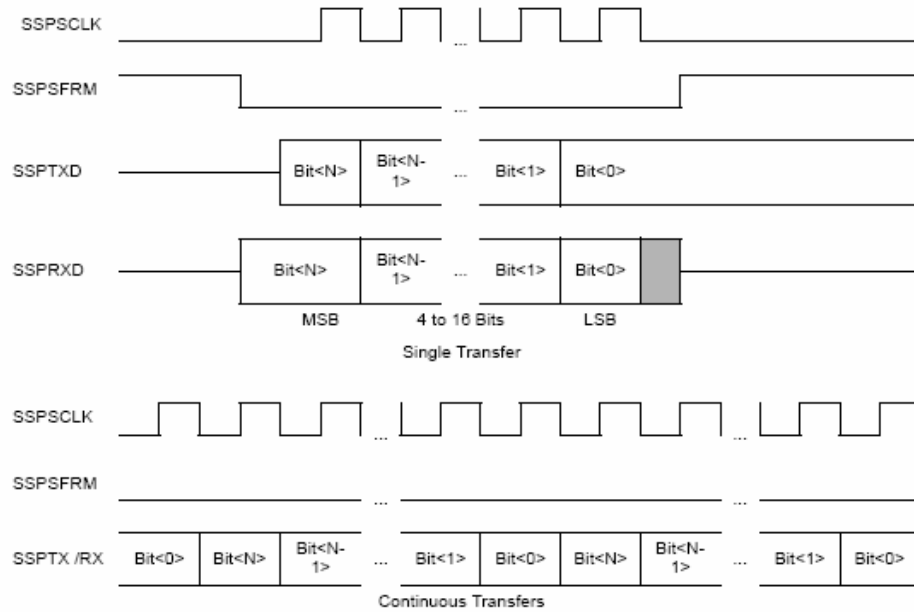 SSPSCLK
...
SSPSFRM
...
SSPTXD
Bit<N>
Bit<N-
1>
...
Bit<1>
Bit<0>
SSPRXD
Bit<N>
Bit<N-
1>
...
Bit<1>
Bit<0>
MSB
4 to 16 Bits
LSB
Single Transfer
SSPSCLK
...
...
SSPSFRM
...
...
SSPTX /RX
Bit<0>
Bit<N>
Bit<N-
1>
...
Bit<1>
Bit<0>
Bit<N>
Bit<N-
1>
...
Bit<1>
Bit<0>
Continuous Transfers